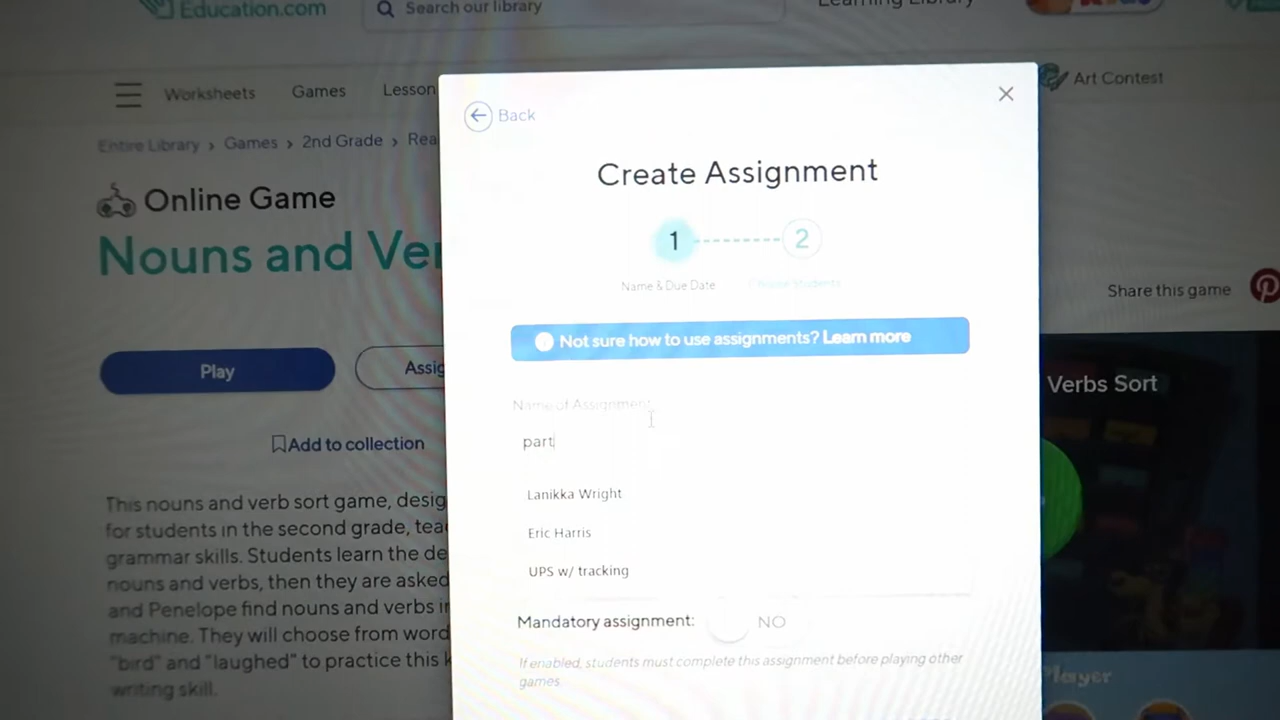 Education.com
Search our library
Learning Library
Worksheets
Games
Lesson
Art Contest
Back
Entire Library > Games > 2nd Grade > Rea
Create Assignment
Online Game
Nouns and Ver
1
2
Name & Due Date
Choose Students
Share this game
Not sure how to use assignments? Learn more
Play
Assig
Verbs Sort
Name of Assignment
part
Add to collection
Lanikka Wright
Eric Harris
UPS w/ tracking
This nouns and verb sort game, desig
for students in the second grade, tea
grammar skills. Students learn the de
nouns and verbs, then they are asked
and Penelope find nouns and verbs i
machine. They will choose from word
"bird" and "laughed" to practice this k
writing skill.
Mandatory assignment:
NO
If enabled, students must complete this assignment before playing other
games
Player